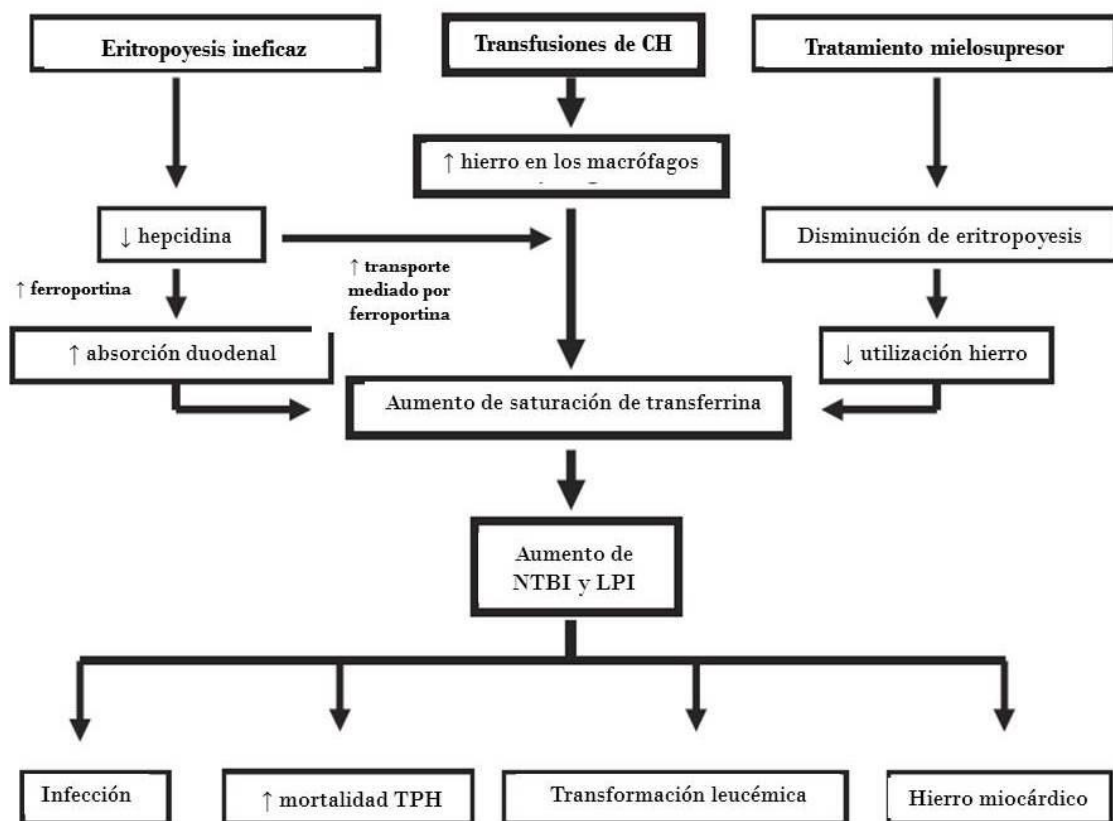 Eritropoyesis ineficaz
Transfusiones de CH
Tratamiento mielosupresor
↑ hierro en los macrófagos
↓ hepcidina
Disminución de eritropoyesis
↑ ferroportina
↑ transporte
mediado por
ferroportina
↑ absorción duodenal
↓ utilización hierro
Aumento de saturación de transferrina
Aumento de
NTBI y LPI
Infección
↑ mortalidad TPH
Transformación leucémica
Hierro miocárdico